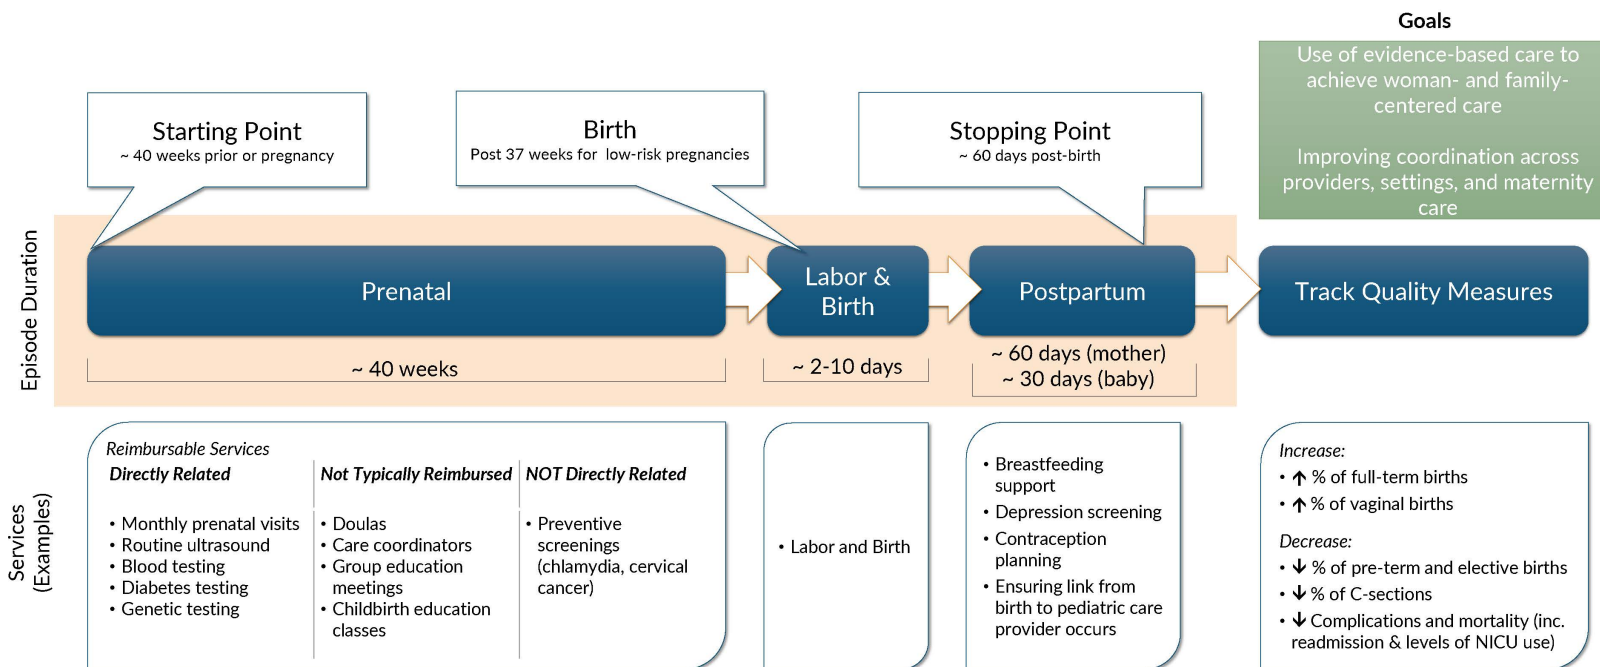 Goals
Use of evidence-based care to
achieve woman- and family-
centered care
Improving coordination across
providers, settings, and maternity
care
Starting Point
~ 40 weeks prior or pregnancy
Birth
Post 37 weeks for low-risk pregnancies
Stopping Point
~ 60 days post-birth
Episode Duration
Prenatal
Labor &
Birth
Postpartum
Track Quality Measures
~ 40 weeks
~ 2-10 days
~ 60 days (mother)
~ 30 days (baby)
Services
(Examples)
Reimbursable Services
Directly Related
• Monthly prenatal visits
• Routine ultrasound
• Blood testing
• Diabetes testing
• Genetic testing
Not Typically Reimbursed
• Doulas
• Care coordinators
• Group education
meetings
• Childbirth education
classes
NOT Directly Related
• Preventive
screenings
(chlamydia, cervical
cancer)
• Labor and Birth
• Breastfeeding
support
• Depression screening
• Contraception
planning
• Ensuring link from
birth to pediatric care
provider occurs
Increase:
• ↑ % of full-term births
• ↑ % of vaginal births
Decrease:
• ↓ % of pre-term and elective births
• ↓ % of C-sections
• ↓ Complications and mortality (inc.
readmission & levels of NICU use)